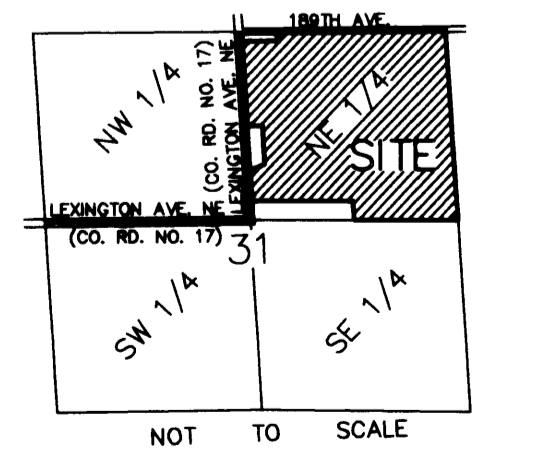 189TH AVE.
NW 1/4
(CO. RD. NO. 17)
LEXINGTON AVE, NE
NE 1/4
SITE
LEXINGTON AVE, NE
(CO. RD. NO. 17)
31
SW 1/4
SE 1/4
NOT TO SCALE